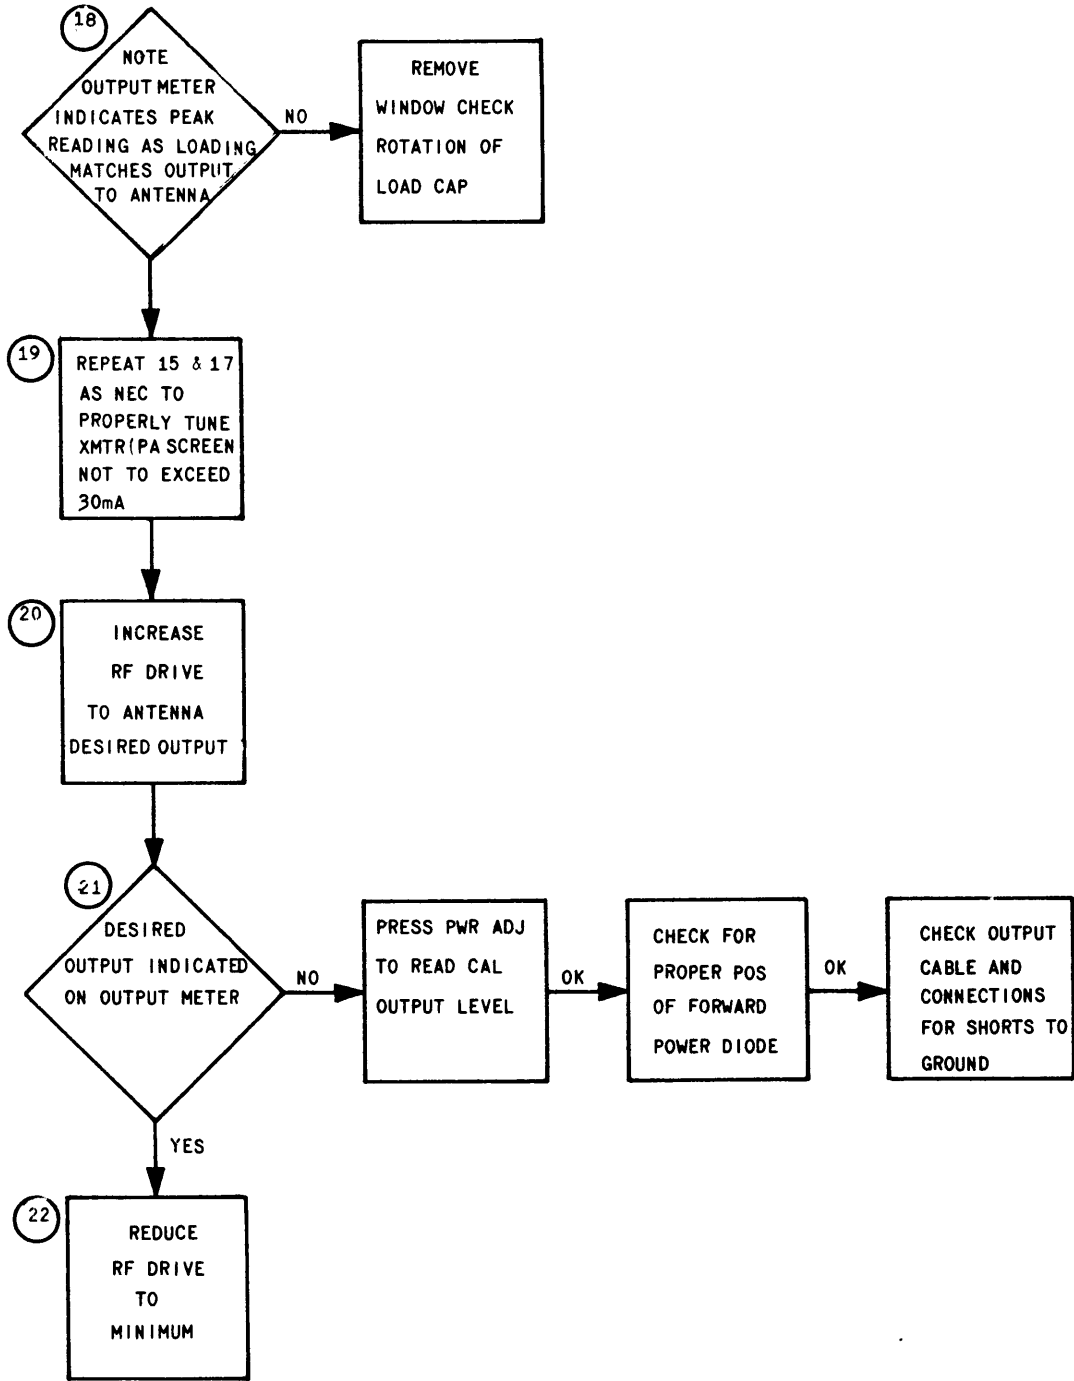 18
NOTE
OUTPUT METER
INDICATES PEAK
READING AS LOADING
MATCHES OUTPUT
TO ANTENNA
NO
REMOVE
WINDOW CHECK
ROTATION OF
LOAD CAP
19
REPEAT 15 & 17
AS NEC TO
PROPERLY TUNE
XMTR(PA SCREEN
NOT TO EXCEED
30mA
20
INCREASE
RF DRIVE
TO ANTENNA
DESIRED OUTPUT
21
DESIRED
OUTPUT INDICATED
ON OUTPUT METER
NO
PRESS PWR ADJ
TO READ CAL
OUTPUT LEVEL
OK
CHECK FOR
PROPER POS
OF FORWARD
POWER DIODE
OK
CHECK OUTPUT
CABLE AND
CONNECTIONS
FOR SHORTS TO
GROUND
YES
22
REDUCE
RF DRIVE
TO
MINIMUM